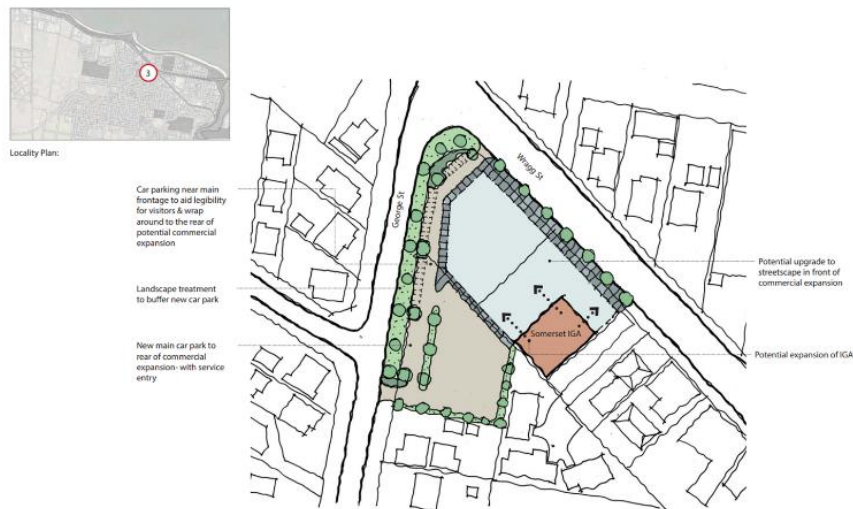 3
Locality Plan:
Car parking near main
frontage to aid legibility
for visitors & wrap
around to the rear of
potential commercial
expansion
Landscape treatment
to buffer new car park
New main car park to
rear of commercial
expansion- with service
entry
George St
Wragg St
Somerset IGA
Potential upgrade to
streetscape in front of
commercial expansion
Potential expansion of IGA